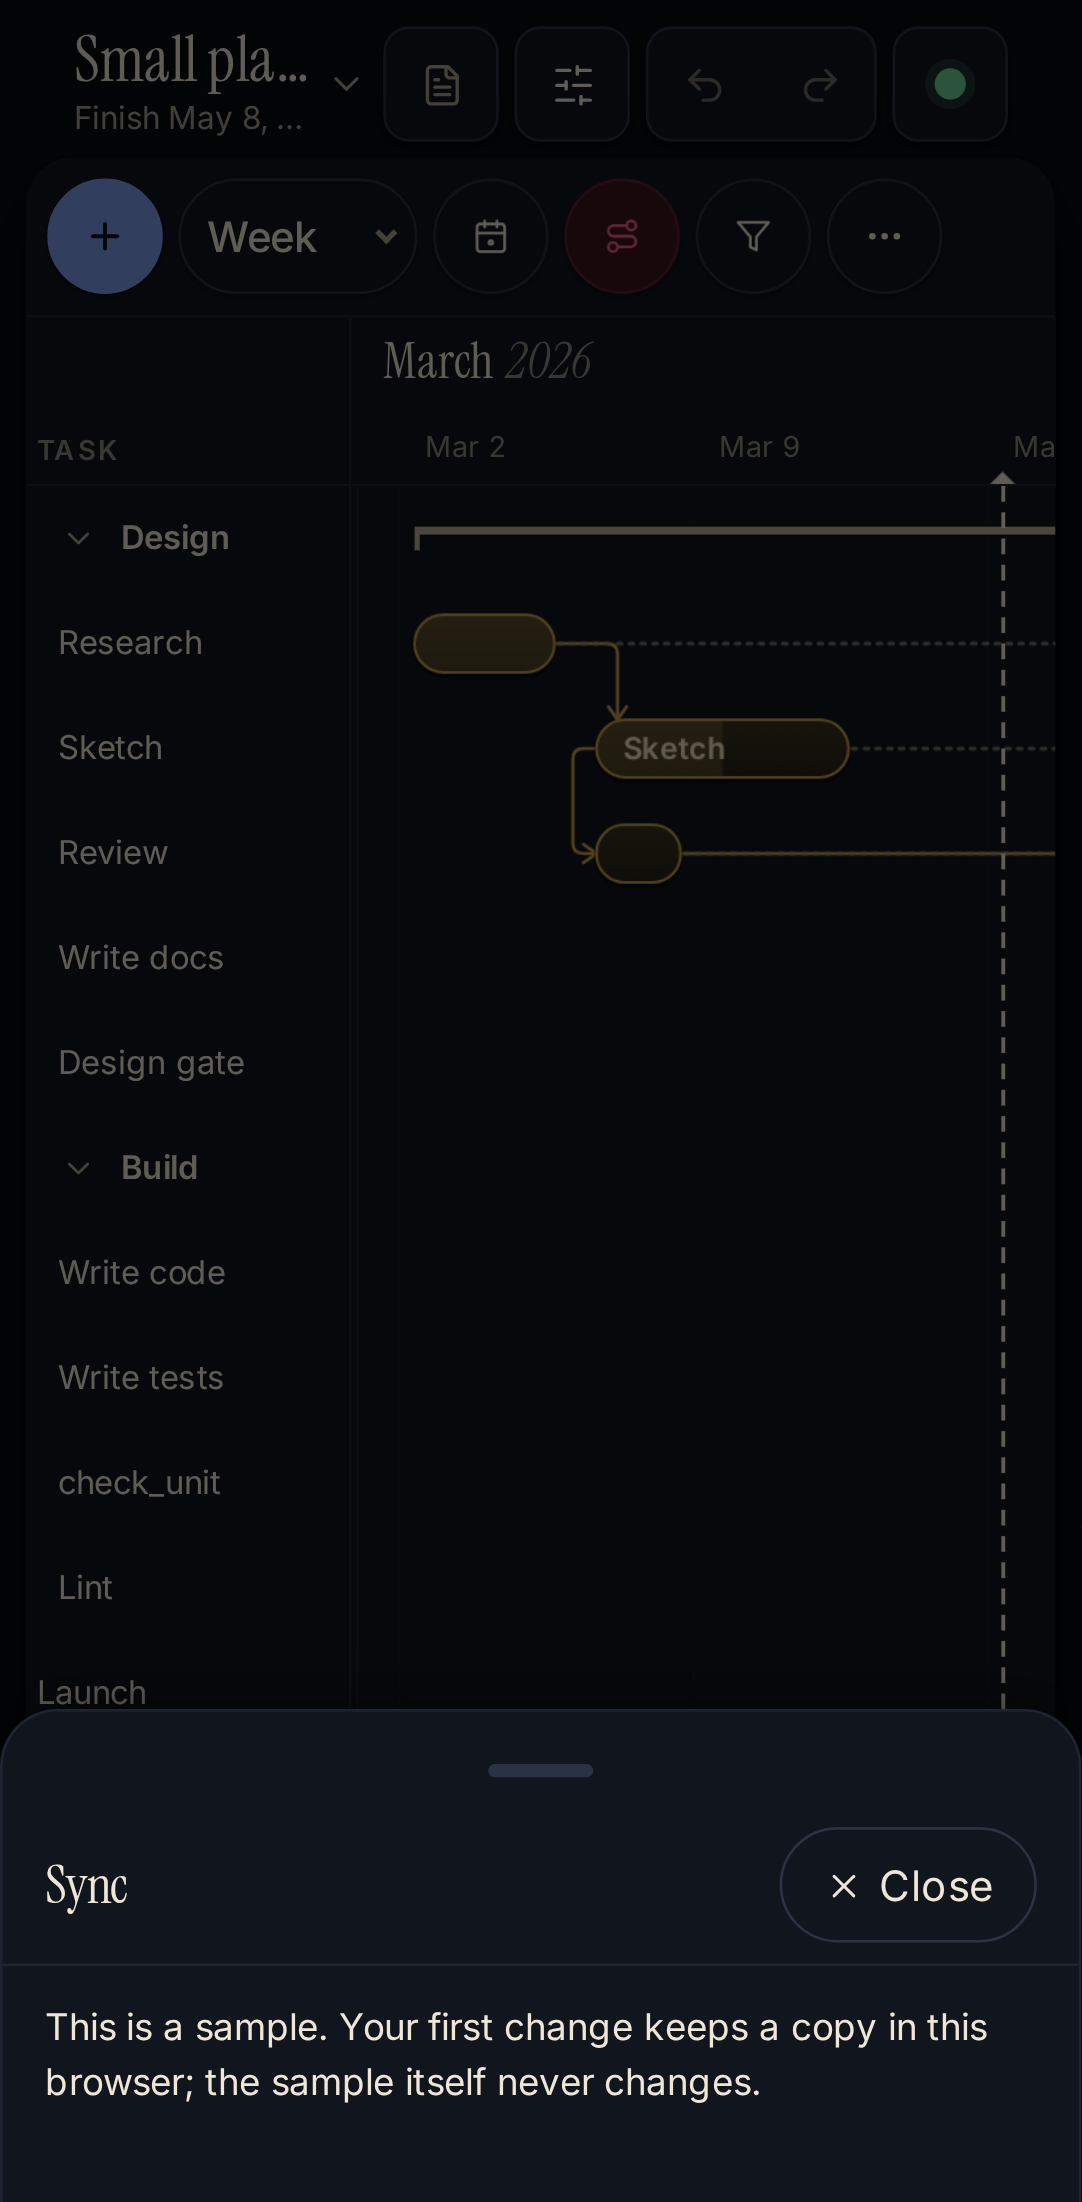 Small pla...
Finish May 8, ...
Week
March 2026
TASK
Mar 2
Mar 9
Ma
Design
Research
Sketch
Sketch
Review
Write docs
Design gate
Build
Write code
Write tests
check_unit
Lint
Launch
Sync
Close
This is a sample. Your first change keeps a copy in this
browser; the sample itself never changes.